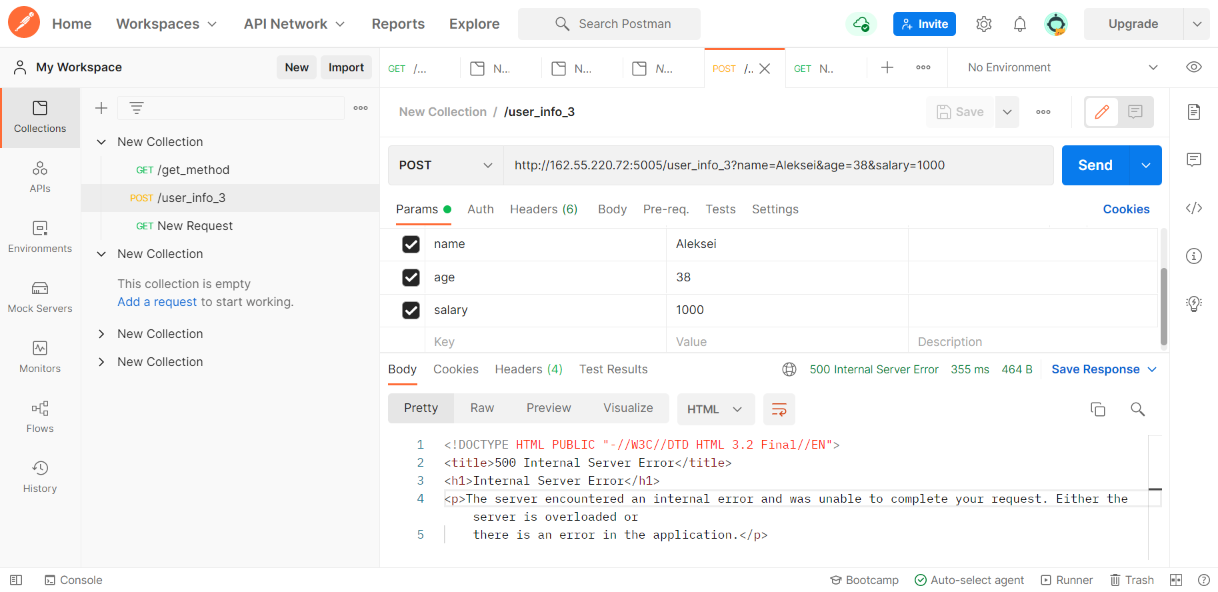 Home
Workspaces
API Network
Reports
Explore
Search Postman
Invite
Upgrade
My Workspace
New
Import
GET /...
N...
N...
N...
POST /..
GET N..
No Environment
Collections
APIs
Environments
Mock Servers
Monitors
Flows
History
New Collection
GET /get_method
POST /user_info_3
GET New Request
New Collection
This collection is empty
Add a request to start working.
New Collection
New Collection
New Collection / /user_info_3
Save
POST
http://162.55.220.72:5005/user_info_3?name=Aleksei&age=38&salary=1000
Send
Params
Auth
Headers (6)
Body
Pre-req.
Tests
Settings
Cookies
name Aleksei
age 38
salary 1000
Key Value Description
Body
Cookies
Headers (4)
Test Results
500 Internal Server Error 355 ms 464 B
Save Response
Pretty
Raw
Preview
Visualize
HTML
1 <!DOCTYPE HTML PUBLIC "-//W3C//DTD HTML 3.2 Final//EN">
2 <title>500 Internal Server Error</title>
3 <h1>Internal Server Error</h1>
4 <p>The server encountered an internal error and was unable to complete your request. Either the
server is overloaded or
5 there is an error in the application.</p>
Console
Bootcamp
Auto-select agent
Runner
Trash